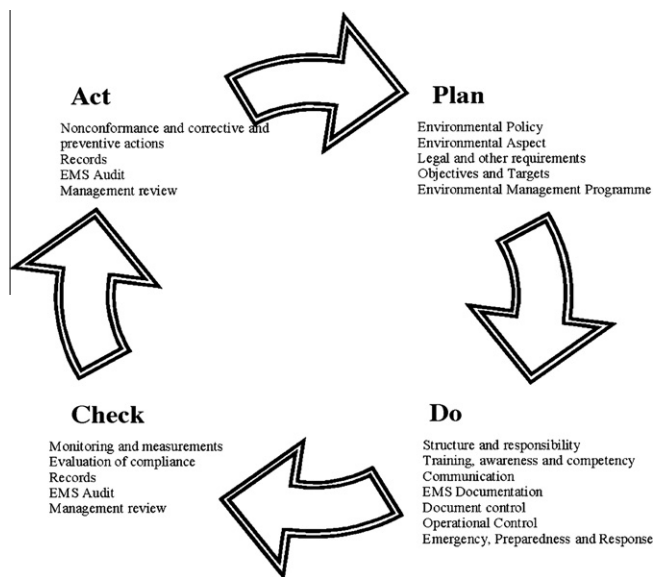 Act
Nonconformance and corrective and
preventive actions
Records
EMS Audit
Management review
Plan
Environmental Policy
Environmental Aspect
Legal and other requirements
Objectives and Targets
Environmental Management Programme
Check
Monitoring and measurements
Evaluation of compliance
Records
EMS Audit
Management review
Do
Structure and responsibility
Training, awareness and competency
Communication
EMS Documentation
Document control
Operational Control
Emergency, Preparedness and Response